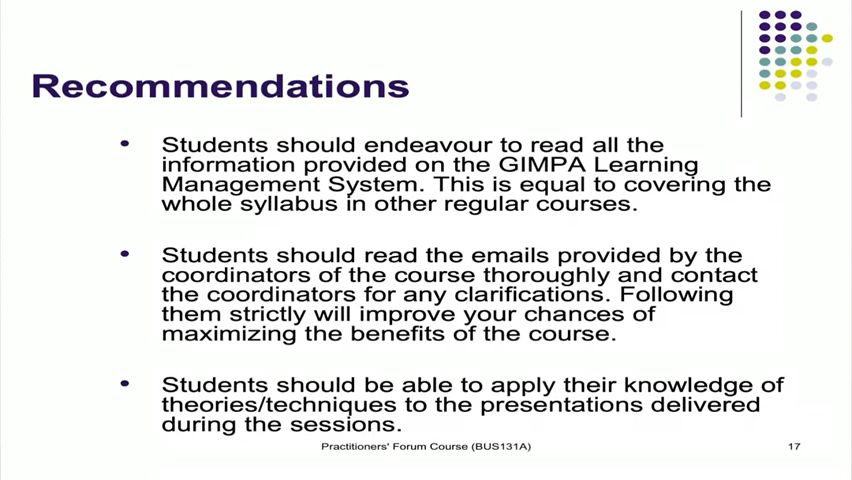 Recommendations
• Students should endeavour to read all the
information provided on the GIMPA Learning
Management System. This is equal to covering the
whole syllabus in other regular courses.
• Students should read the emails provided by the
coordinators of the course thoroughly and contact
the coordinators for any clarifications. Following
them strictly will improve your chances of
maximizing the benefits of the course.
• Students should be able to apply their knowledge of
theories/techniques to the presentations delivered
during the sessions.
Practitioners' Forum Course (BUS131A)
17